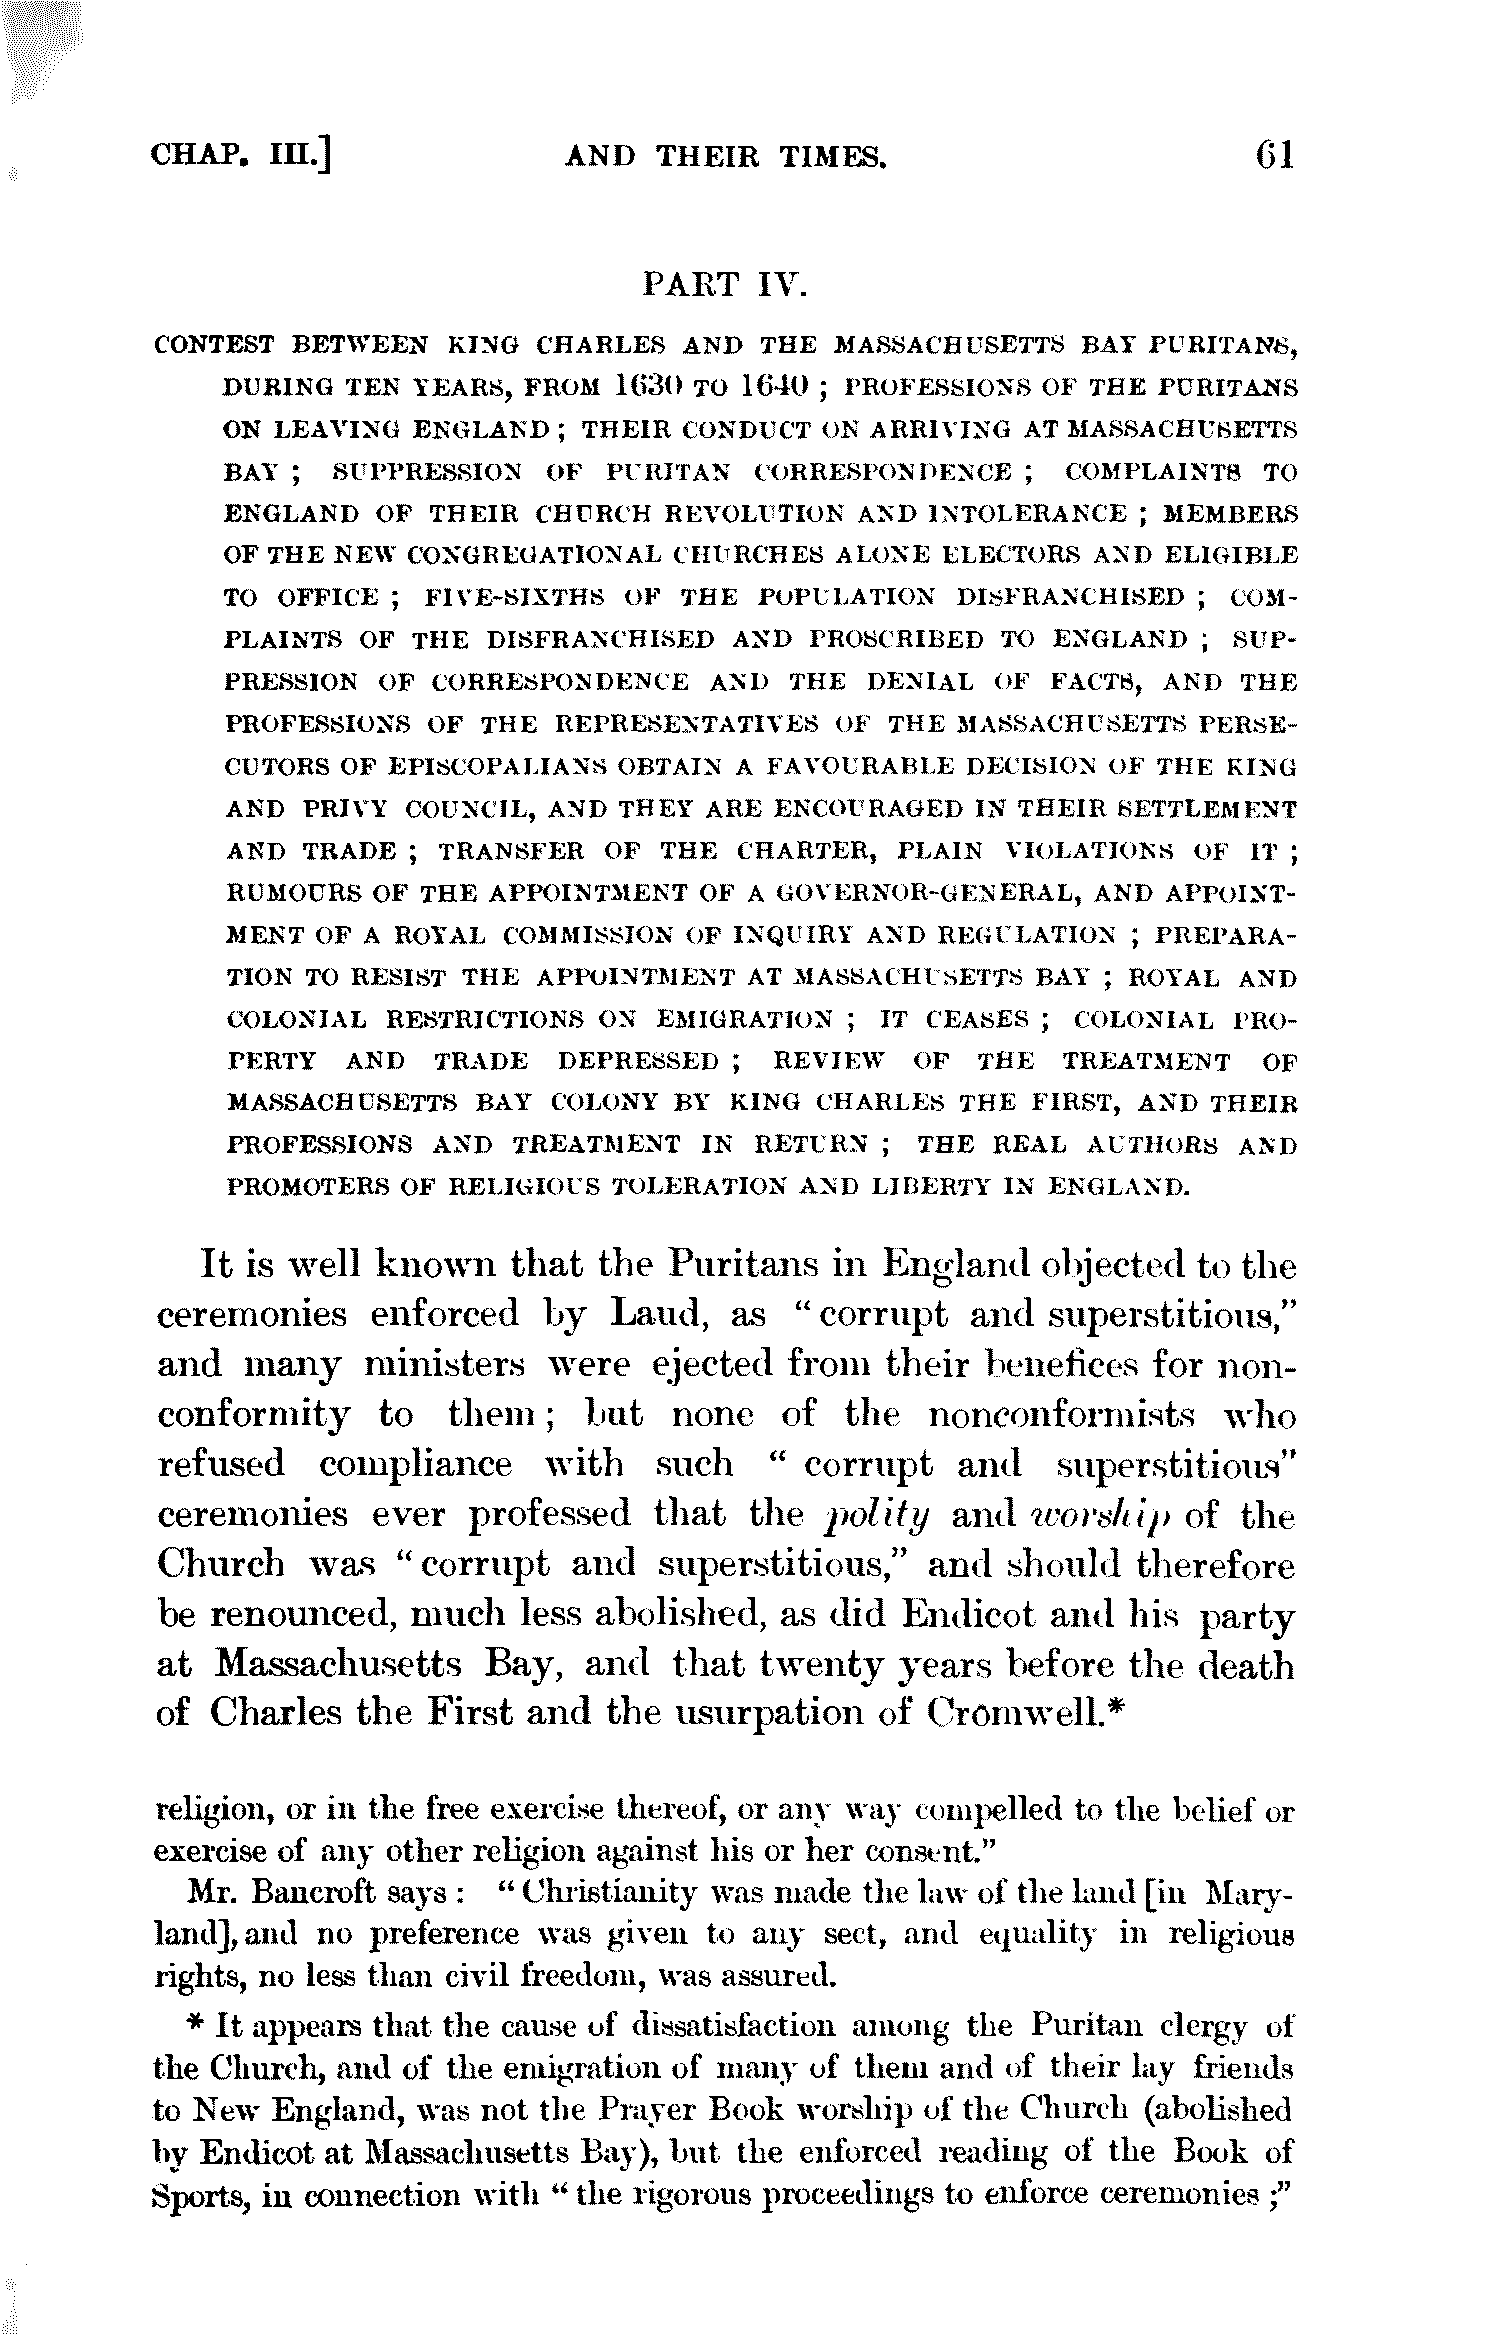 CHAP. III.] AND THEIR TIMES. 61
PART IV.
CONTEST BETWEEN KING CHARLES AND THE MASSACHUSETTS BAY PURITANS,
DURING TEN YEARS, FROM 1630 TO 1640 ; PROFESSIONS OF THE PURITANS
ON LEAVING ENGLAND ; THEIR CONDUCT ON ARRIVING AT MASSACHUSETTS
BAY ; SUPPRESSION OF PURITAN CORRESPONDENCE ; COMPLAINTS TO
ENGLAND OF THEIR CHURCH REVOLUTION AND INTOLERANCE ; MEMBERS
OF THE NEW CONGREGATIONAL CHURCHES ALONE ELECTORS AND ELIGIBLE
TO OFFICE ; FIVE-SIXTHS OF THE POPULATION DISFRANCHISED ; COM-
PLAINTS OF THE DISFRANCHISED AND PROSCRIBED TO ENGLAND ; SUP-
PRESSION OF CORRESPONDENCE AND THE DENIAL OF FACTS, AND THE
PROFESSIONS OF THE REPRESENTATIVES OF THE MASSACHUSETTS PERSE-
CUTORS OF EPISCOPALIANS OBTAIN A FAVOURABLE DECISION OF THE KING
AND PRIVY COUNCIL, AND THEY ARE ENCOURAGED IN THEIR SETTLEMENT
AND TRADE ; TRANSFER OF THE CHARTER, PLAIN VIOLATIONS OF IT ;
RUMOURS OF THE APPOINTMENT OF A GOVERNOR-GENERAL, AND APPOINT-
MENT OF A ROYAL COMMISSION OF INQUIRY AND REGULATION ; PREPARA-
TION TO RESIST THE APPOINTMENT AT MASSACHUSETTS BAY ; ROYAL AND
COLONIAL RESTRICTIONS ON EMIGRATION ; IT CEASES ; COLONIAL PRO-
PERTY AND TRADE DEPRESSED ; REVIEW OF THE TREATMENT OF
MASSACHUSETTS BAY COLONY BY KING CHARLES THE FIRST, AND THEIR
PROFESSIONS AND TREATMENT IN RETURN ; THE REAL AUTHORS AND
PROMOTERS OF RELIGIOUS TOLERATION AND LIBERTY IN ENGLAND.
It is well known that the Puritans in England objected to the
ceremonies enforced by Laud, as "corrupt and superstitious,"
and many ministers were ejected from their benefices for non-
conformity to them ; but none of the nonconformists who
refused compliance with such " corrupt and superstitious"
ceremonies ever professed that the polity and worship of the
Church was "corrupt and superstitious," and should therefore
be renounced, much less abolished, as did Endicot and his party
at Massachusetts Bay, and that twenty years before the death
of Charles the First and the usurpation of Cromwell.*
religion, or in the free exercise thereof, or any way compelled to the belief or
exercise of any other religion against his or her consent."
Mr. Bancroft says : "Christianity was made the law of the land [in Mary-
land], and no preference was given to any sect, and equality in religious
rights, no less than civil freedom, was assured.
* It appears that the cause of dissatisfaction among the Puritan clergy of
the Church, and of the emigration of many of them and of their lay friends
to New England, was not the Prayer Book worship of the Church (abolished
by Endicot at Massachusetts Bay), but the enforced reading of the Book of
Sports, in connection with "the rigorous proceedings to enforce ceremonies ;"